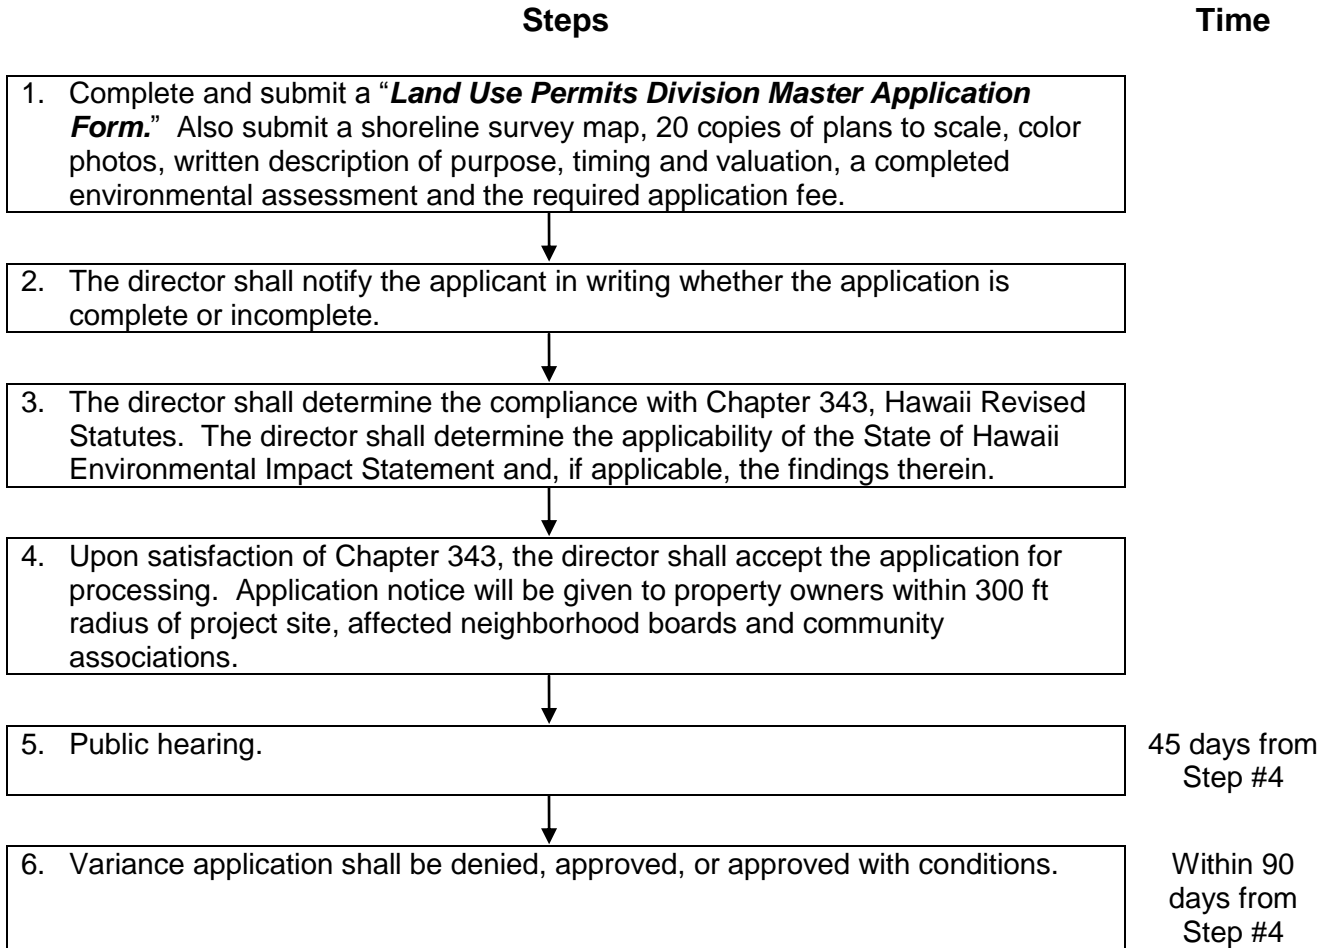 Steps
Time
1. Complete and submit a “Land Use Permits Division Master Application
Form.” Also submit a shoreline survey map, 20 copies of plans to scale, color
photos, written description of purpose, timing and valuation, a completed
environmental assessment and the required application fee.
2. The director shall notify the applicant in writing whether the application is
complete or incomplete.
3. The director shall determine the compliance with Chapter 343, Hawaii Revised
Statutes. The director shall determine the applicability of the State of Hawaii
Environmental Impact Statement and, if applicable, the findings therein.
4. Upon satisfaction of Chapter 343, the director shall accept the application for
processing. Application notice will be given to property owners within 300 ft
radius of project site, affected neighborhood boards and community
associations.
5. Public hearing.
45 days from
Step #4
6. Variance application shall be denied, approved, or approved with conditions.
Within 90
days from
Step #4